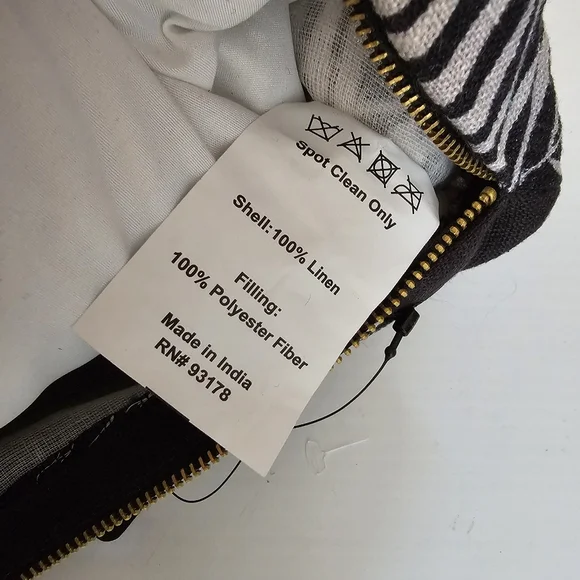 Spot Clean Only
Shell: 100% Linen
Filling:
100% Polyester Fiber
Made in India
RN# 93178